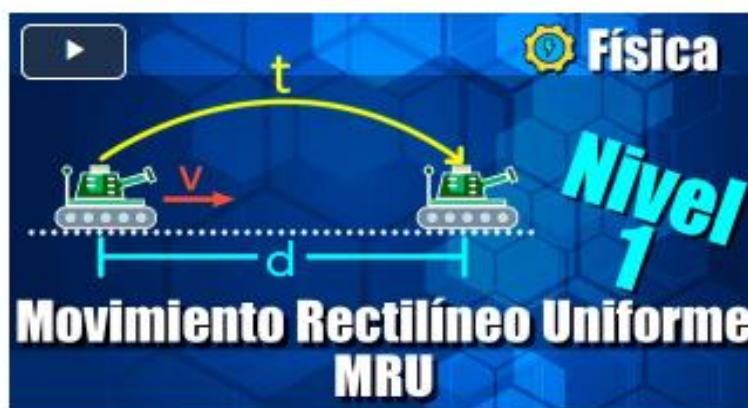 Física
t
v
d
Nivel
1
Movimiento Rectilíneo Uniforme
MRU